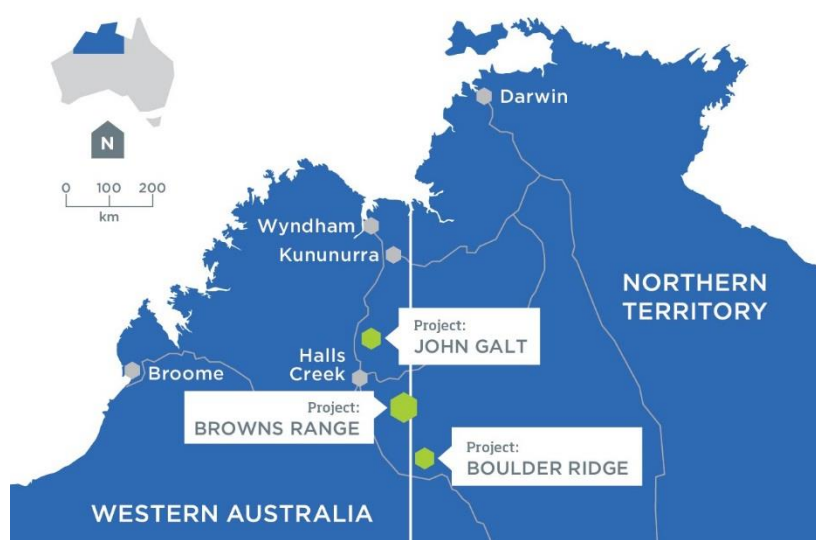 Darwin
N
0 100 200
km
Wyndham
Kununurra
NORTHERN
TERRITORY
Project:
JOHN GALT
Halls
Creek
Broome
Project:
BROWNS RANGE
Project:
BOULDER RIDGE
WESTERN AUSTRALIA